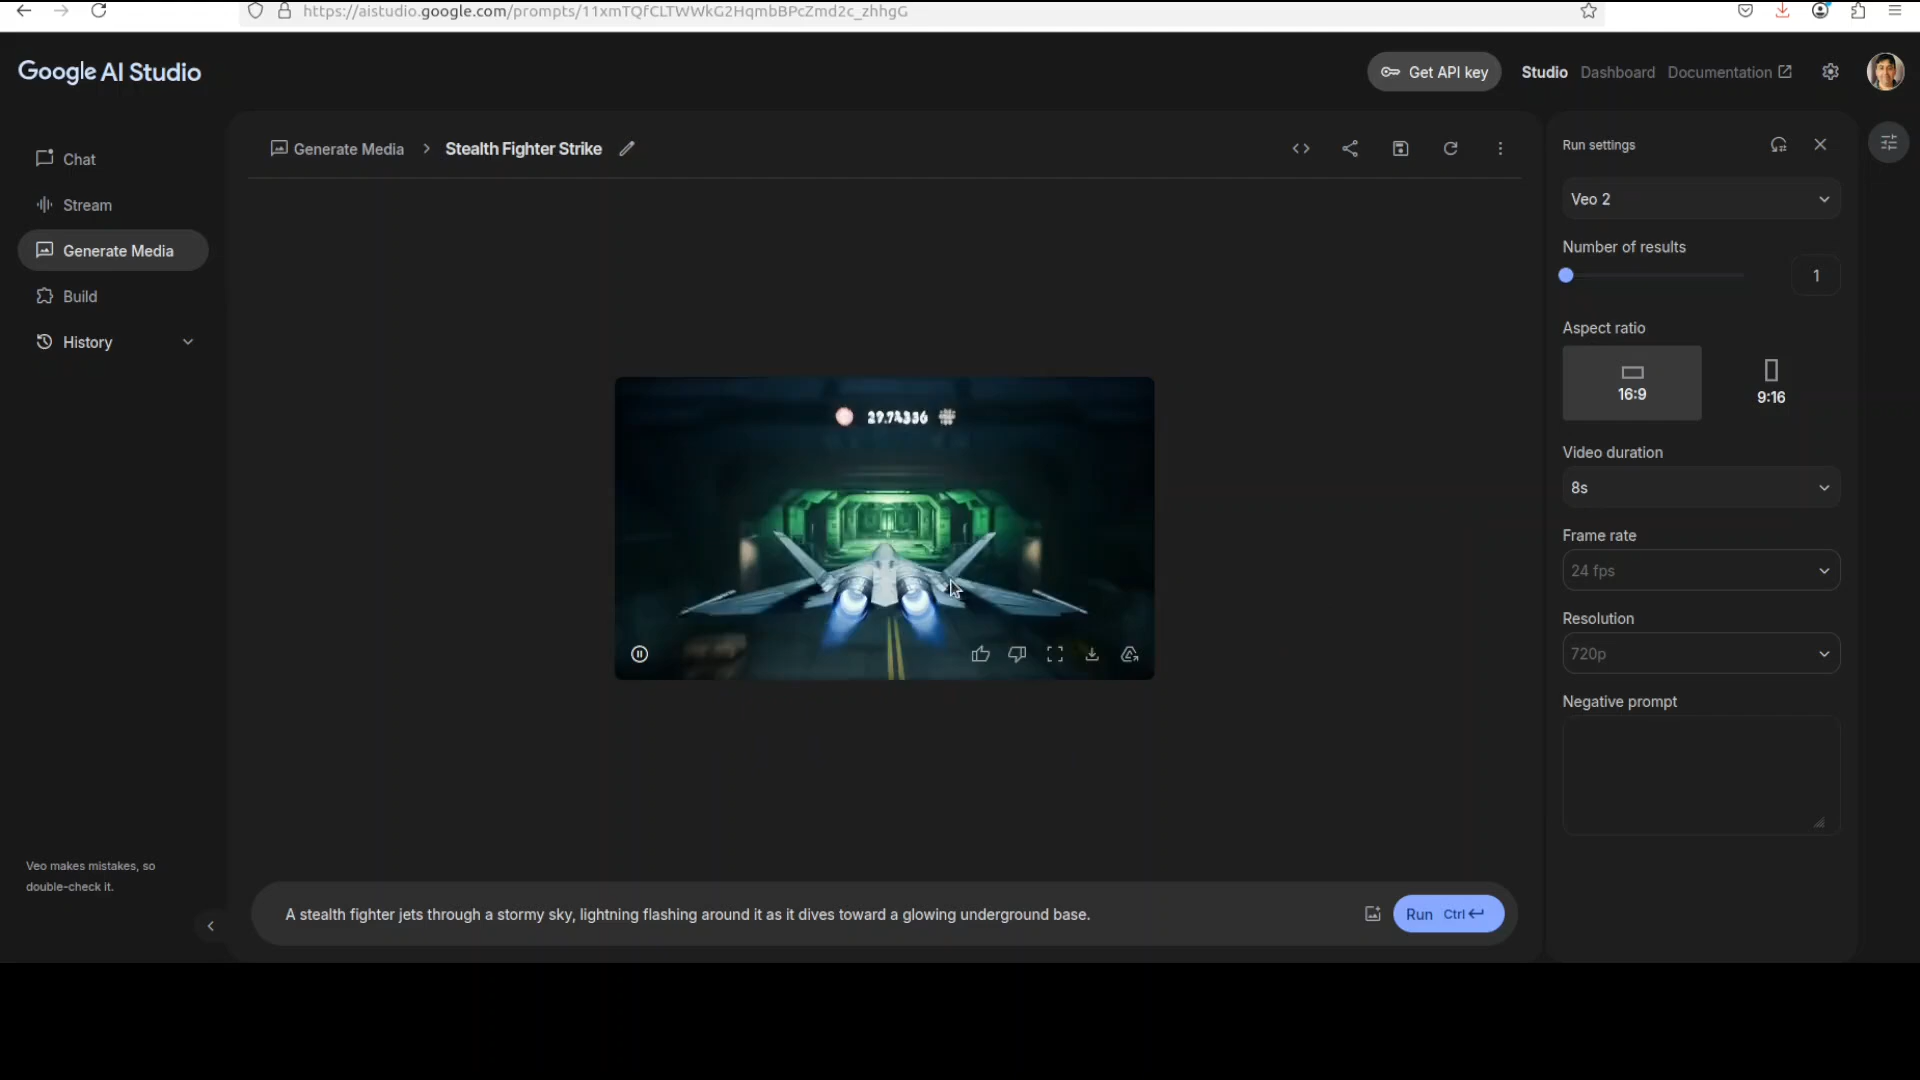 https://aistudio.google.com/prompts/11xmTQfCLTWWkG2HqmbBPcZmd2c_zhhgG
Google AI Studio
Get API key
Studio
Dashboard
Documentation
Chat
Stream
Generate Media
Build
History
Veo makes mistakes, so
double-check it.
Generate Media > Stealth Fighter Strike
A stealth fighter jets through a stormy sky, lightning flashing around it as it dives toward a glowing underground base.
Run Ctrl
Run settings
Veo 2
Number of results
1
Aspect ratio
16:9
9:16
Video duration
8s
Frame rate
24 fps
Resolution
720p
Negative prompt